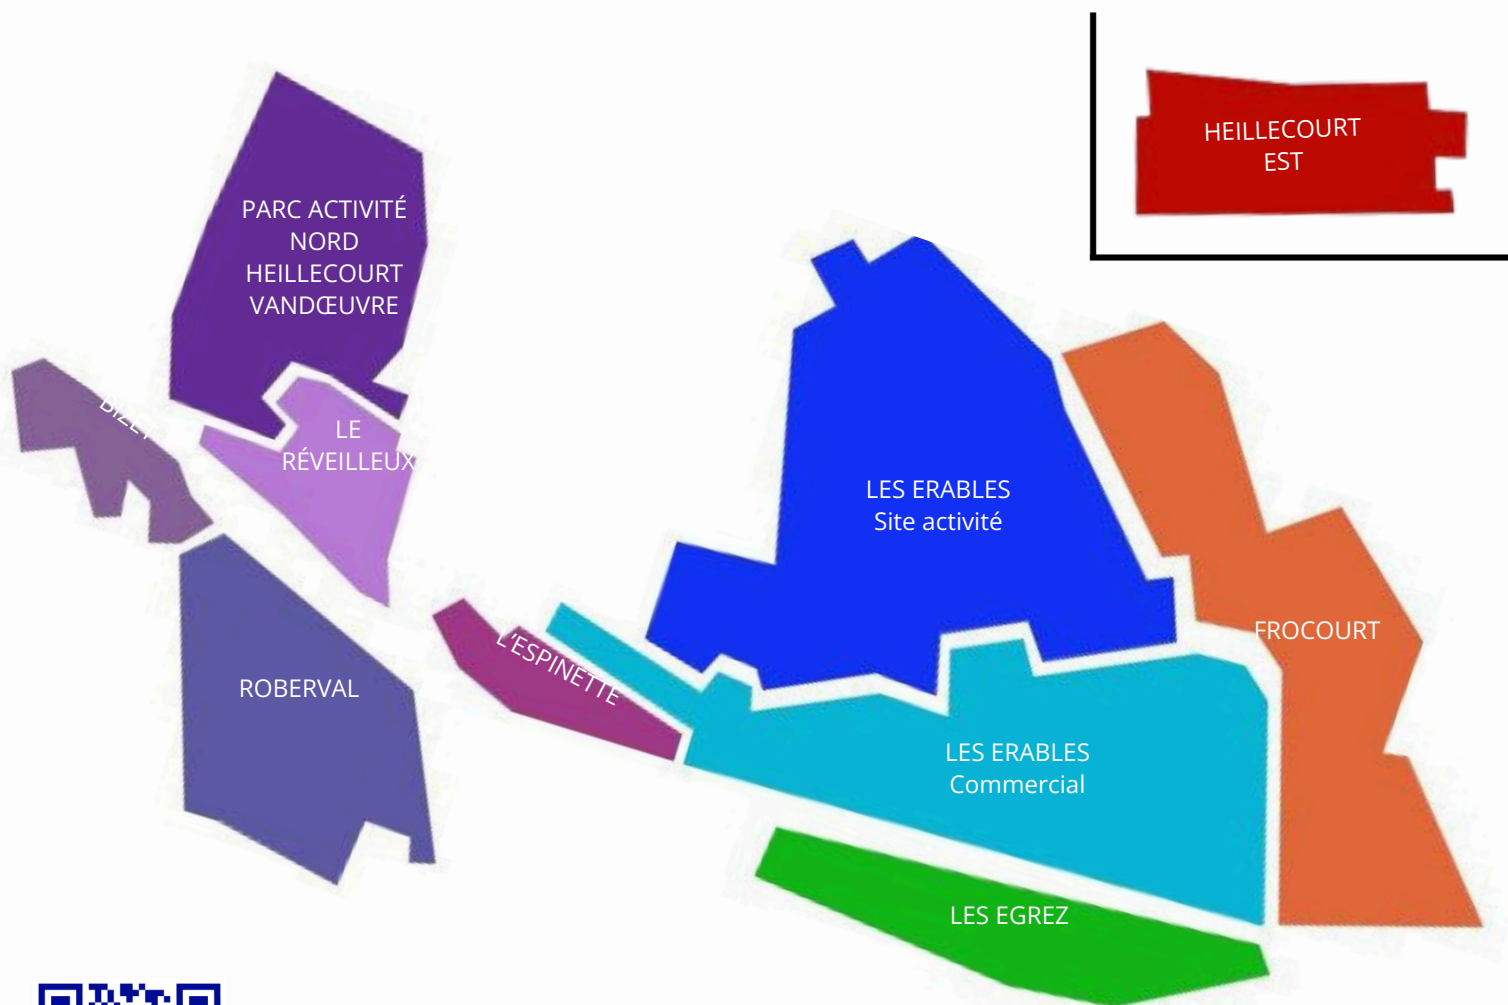 HEILLECOURT
EST
PARC ACTIVITÉ
NORD
HEILLECOURT
VANDŒUVRE
BIZET
LE
RÉVEILLEUX
LES ERABLES
Site activité
FROCOURT
L'ESPINETTE
ROBERVAL
LES ERABLES
Commercial
LES EGREZ